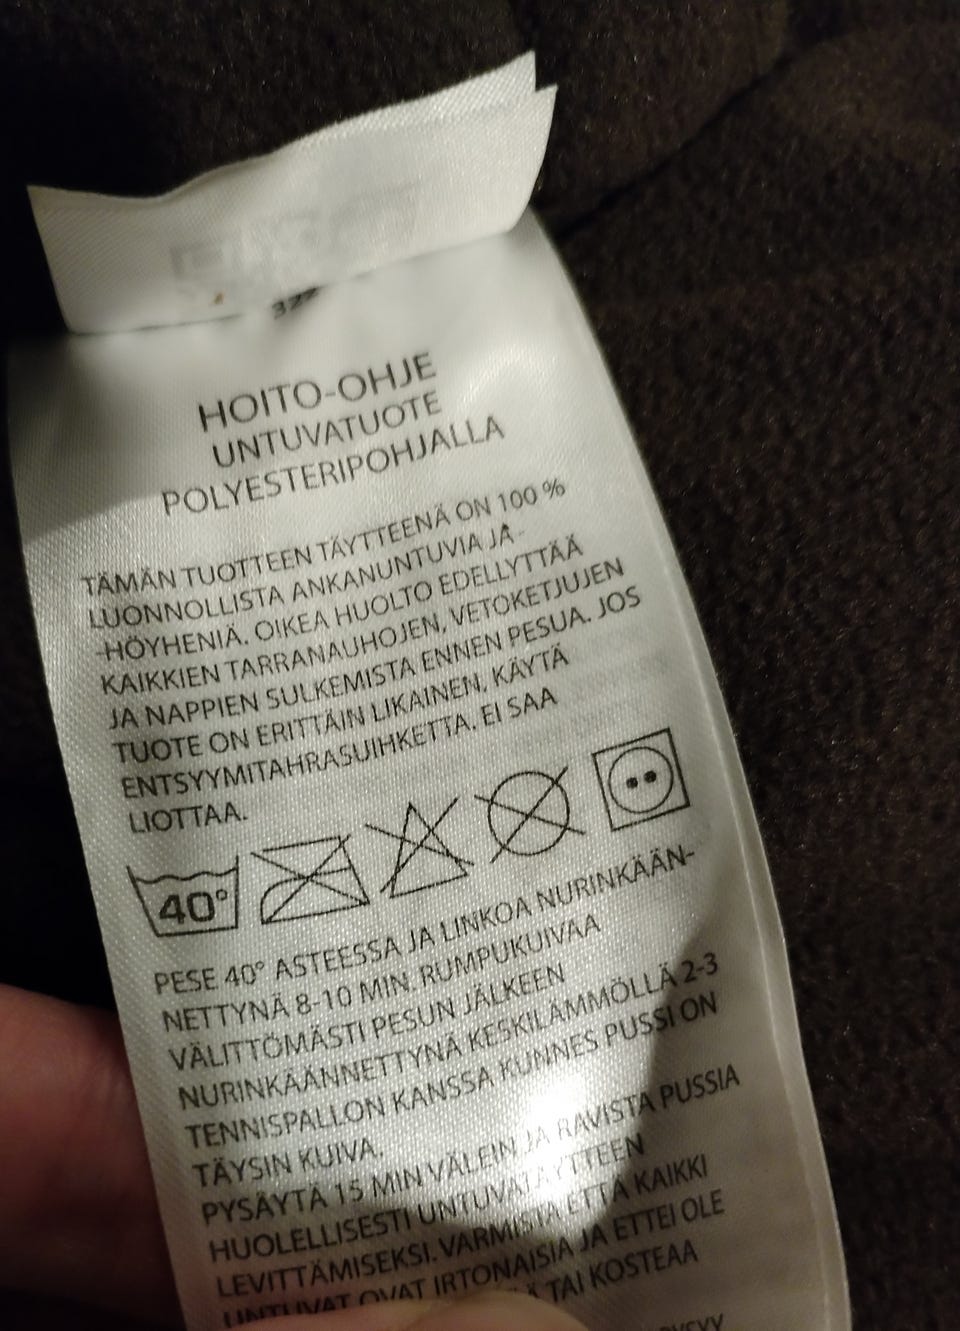 HOITO-OHJE
UNTUVATUOTE
POLYESTERIPOHJALLA
TÄMÄN TUOTTEEN TÄYTTEENÄ ON 100 %
LUONNOLLISTA ANKANUNTUVIA JA-
-HÖYHENIÄ. OIKEA HUOLTO EDELLYTTÄÄ
KAIKKIEN TARRANAUHOJEN, VETOKETJUJEN
JA NAPPIEN SULKEMISTA ENNEN PESUA. JOS
TUOTE ON ERITTÄIN LIKAINEN, KÄYTÄ
ENTSYYMITAHRASUIHKETTA. EI SAA
LIOTTAA.
40°
PESE 40° ASTEESSA JA LINKOA NURINKÄÄN-
NETTYNÄ 8-10 MIN. RUMPUKUIVAA
VÄLITTÖMÄSTI PESUN JÄLKEEN
NURINKÄÄNNETTYNÄ KESKILÄMMÖLLÄ 2-3
TENNISPALLON KANSSA KUNNES PUSSI ON
TÄYSIN KUIVA.
PYSÄYTÄ 15 MIN VÄLEIN JA RAVISTA PUSSIA
HUOLELLISESTI UNTUVATÄYTTEEN
LEVITTÄMISEKSI. VARMISTA ETTÄ KAIKKI
UNTUVAT OVAT IRTONAISIA JA ETTEI OLE
TAI KOSTEAA